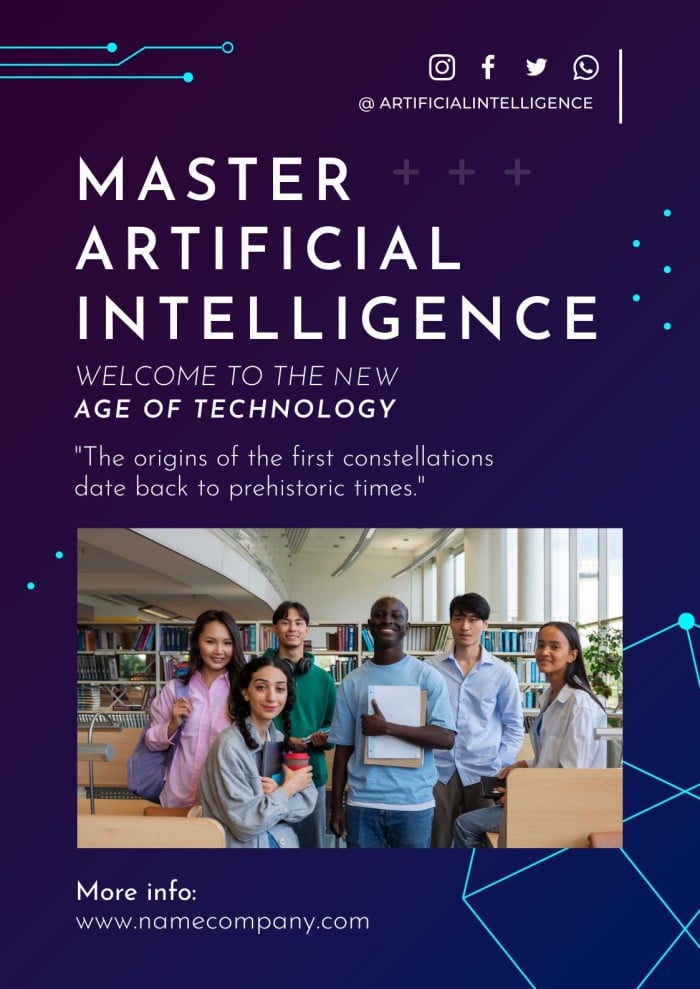 @ ARTIFICIALINTELLIGENCE
MASTER
ARTIFICIAL
INTELLIGENCE
WELCOME TO THE NEW
AGE OF TECHNOLOGY
"The origins of the first constellations
date back to prehistoric times."
More info:
www.namecompany.com